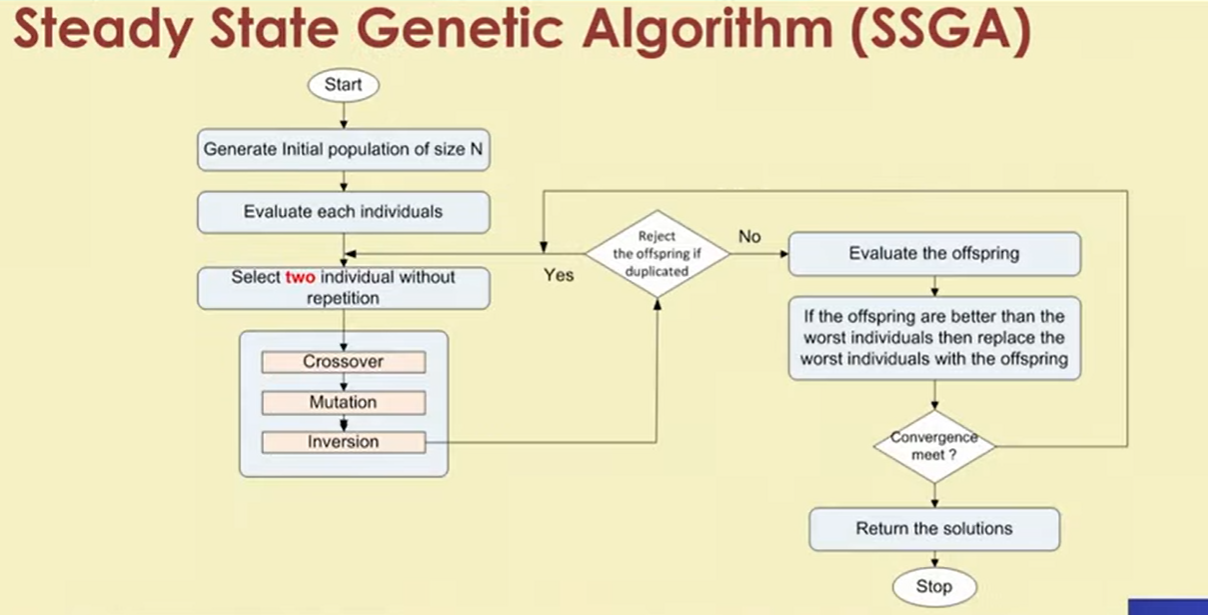 Steady State Genetic Algorithm (SSGA)
Start
Generate Initial population of size N
Evaluate each individuals
Select two individual without
repetition
Crossover
Mutation
Inversion
Reject
the offspring if
duplicated
Yes
No
Evaluate the offspring
If the offspring are better than the
worst individuals then replace the
worst individuals with the offspring
Convergence
meet ?
Return the solutions
Stop